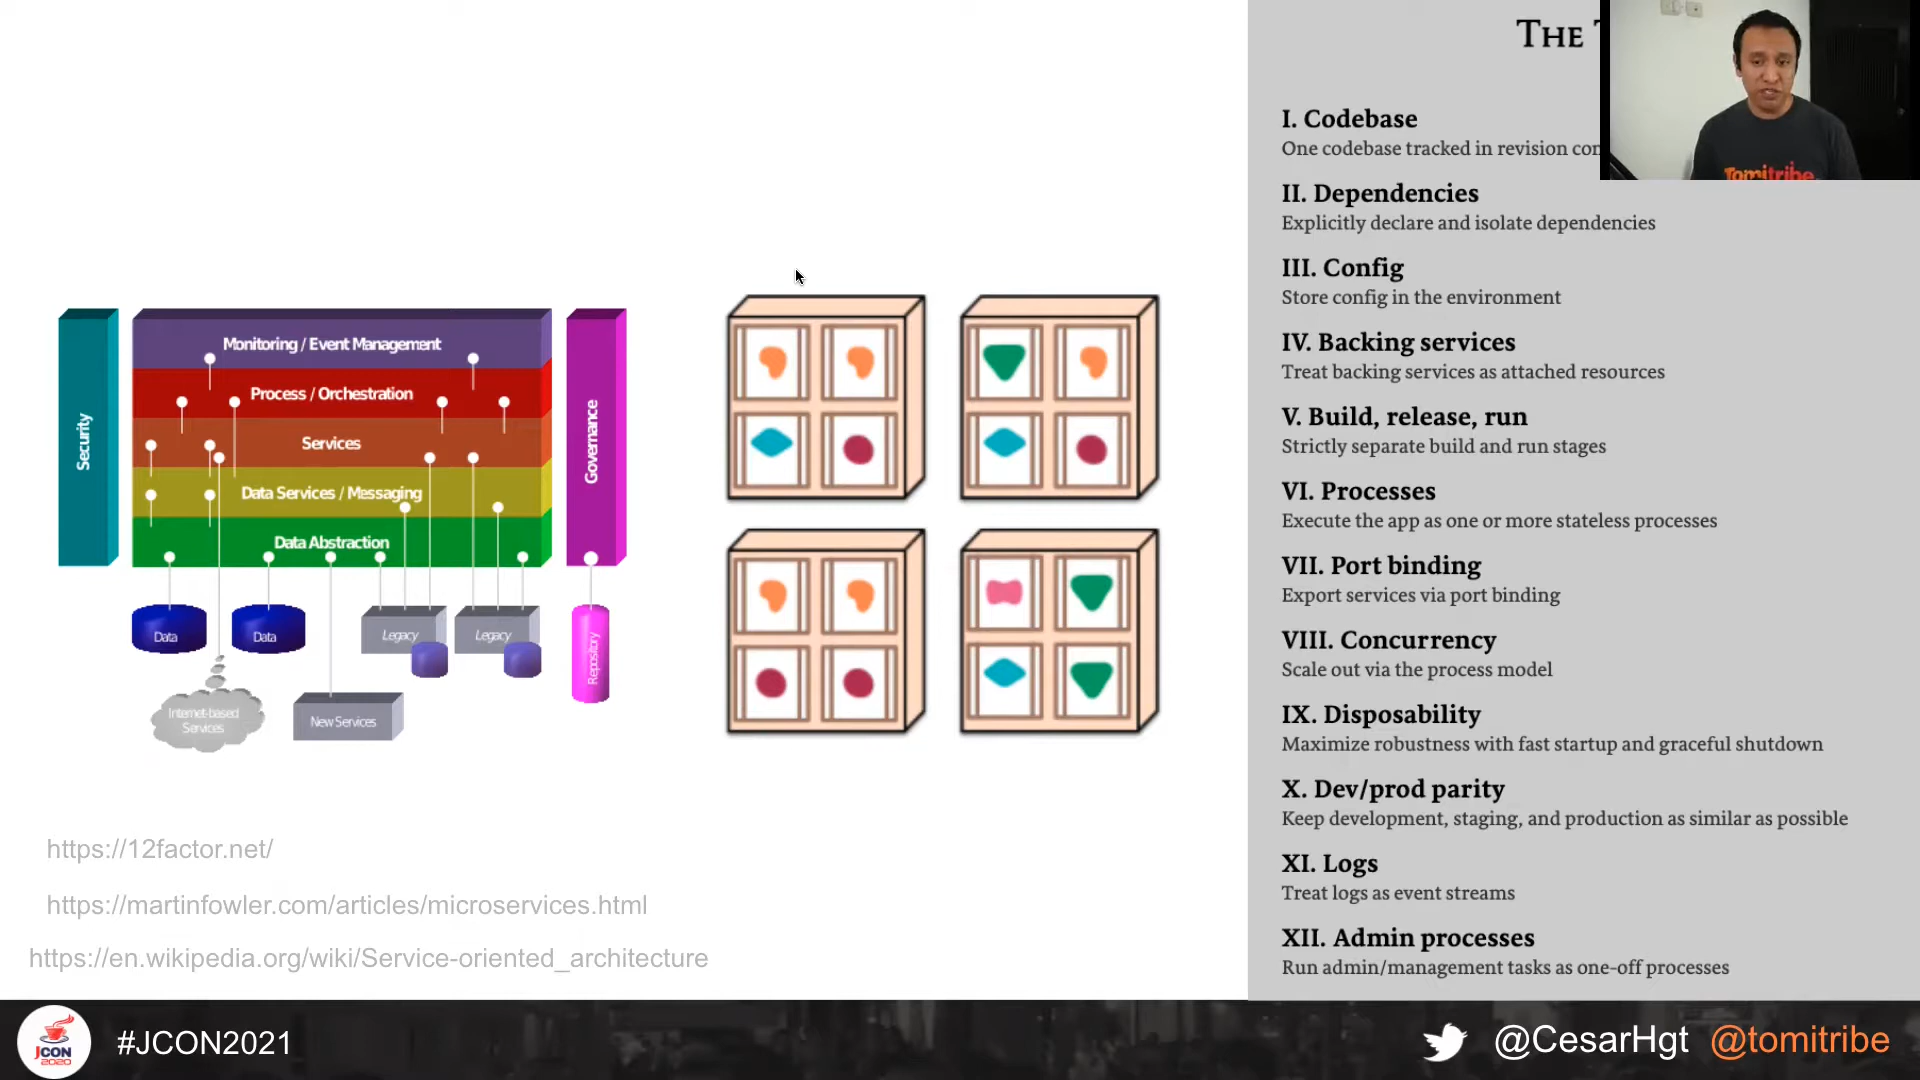 Security
Monitoring / Event Management
Process / Orchestration
Services
Data Services / Messaging
Data Abstraction
Governance
Data
Data
Legacy
Legacy
Repository
Internet-based
Services
New Services
https://12factor.net/
https://martinfowler.com/articles/microservices.html
https://en.wikipedia.org/wiki/Service-oriented_architecture
THE
I. Codebase
One codebase tracked in revision con
II. Dependencies
Explicitly declare and isolate dependencies
III. Config
Store config in the environment
IV. Backing services
Treat backing services as attached resources
V. Build, release, run
Strictly separate build and run stages
VI. Processes
Execute the app as one or more stateless processes
VII. Port binding
Export services via port binding
VIII. Concurrency
Scale out via the process model
IX. Disposability
Maximize robustness with fast startup and graceful shutdown
X. Dev/prod parity
Keep development, staging, and production as similar as possible
XI. Logs
Treat logs as event streams
XII. Admin processes
Run admin/management tasks as one-off processes
Tomitribe
JCON
2020
#JCON2021
@CesarHgt @tomitribe